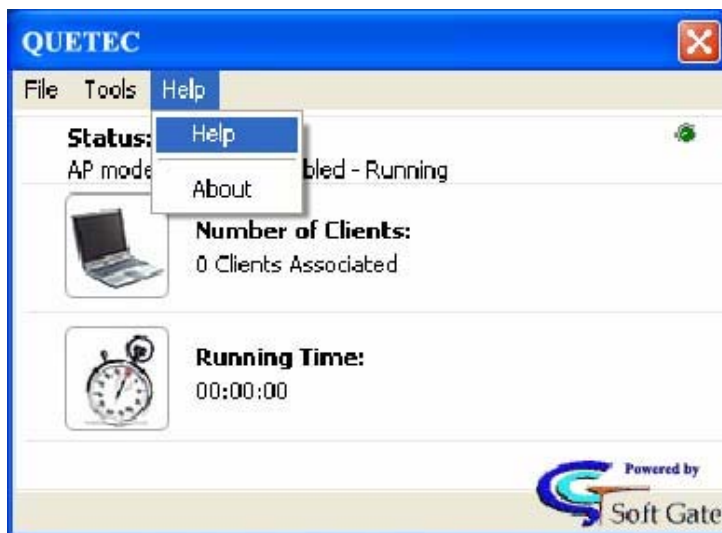 QUETEC
File Tools Help
Help
About
Status:
AP mode bled - Running
Number of Clients:
0 Clients Associated
Running Time:
00:00:00
Powered by
Soft Gate